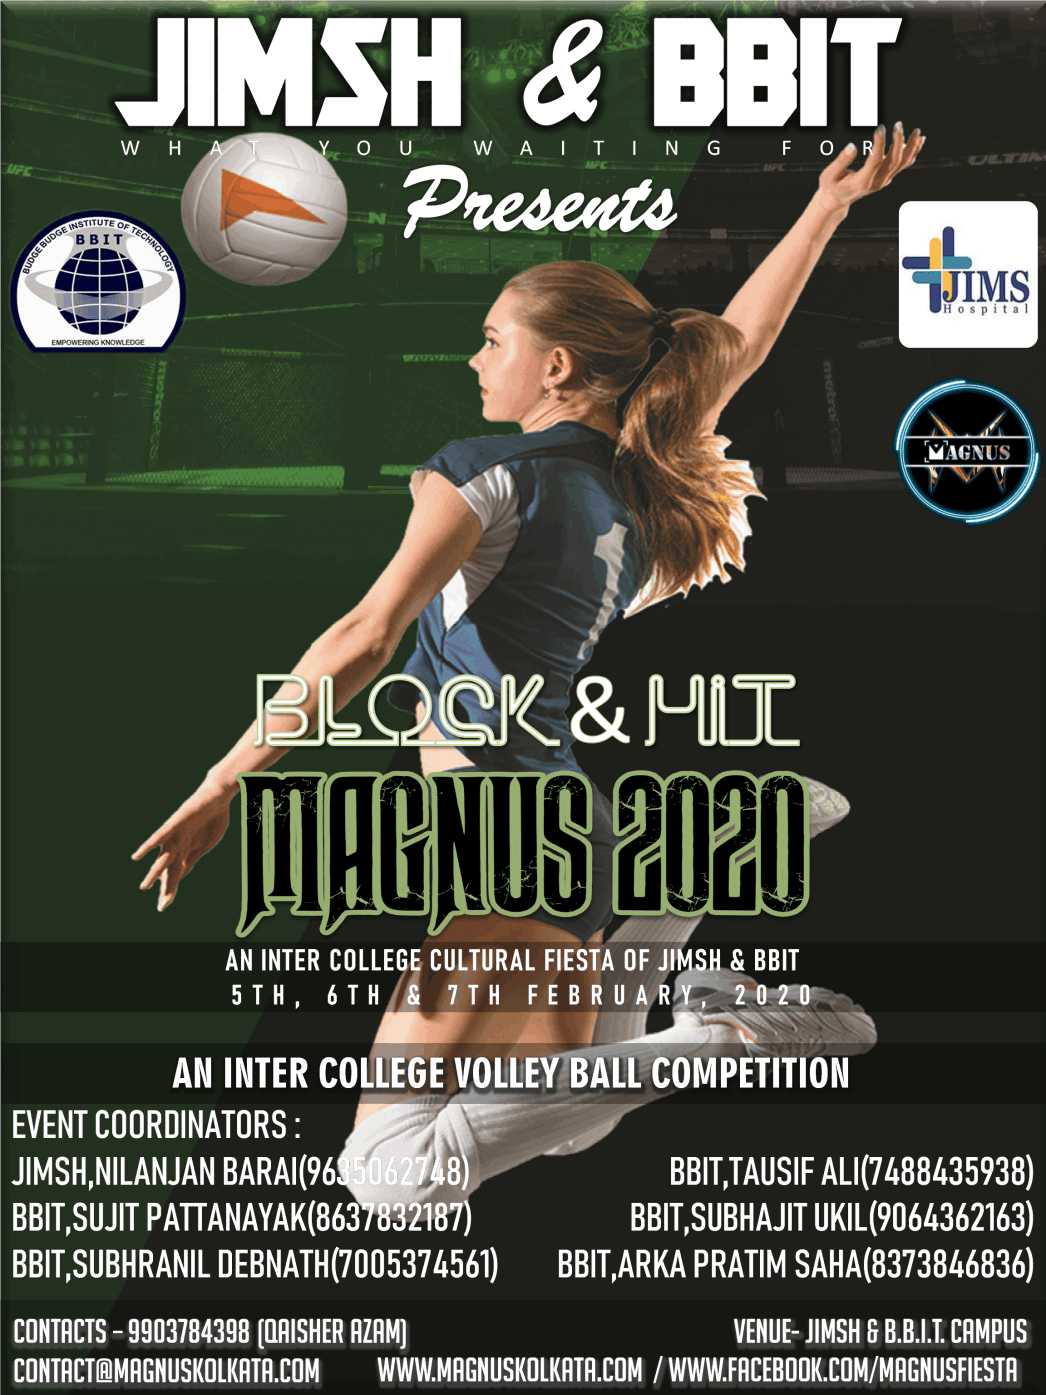 JIMSH & BBIT
WHAT YOU WAITING FOR
Presents
BUDGE BUDGE INSTITUTE OF TECHNOLOGY
BBIT
EMPOWERING KNOWLEDGE
JIMS
Hospital
MAGNUS
UFC
1
BLOCK & HiT
MAGNUS 2020
AN INTER COLLEGE CULTURAL FIESTA OF JIMSH & BBIT
5TH, 6TH & 7TH FEBRUARY, 2020
AN INTER COLLEGE VOLLEY BALL COMPETITION
EVENT COORDINATORS :
JIMSH,NILANJAN BARAI(9635062748)
BBIT,TAUSIF ALI(7488435938)
BBIT,SUJIT PATTANAYAK(8637832187)
BBIT,SUBHAJIT UKIL(9064362163)
BBIT,SUBHRANIL DEBNATH(7005374561)
BBIT,ARKA PRATIM SAHA(8373846836)
CONTACTS - 9903784398 (QAISHER AZAM)
VENUE- JIMSH & B.B.I.T. CAMPUS
CONTACT@MAGNUSKOLKATA.COM
WWW.MAGNUSKOLKATA.COM / WWW.FACEBOOK.COM/MAGNUSFIESTA